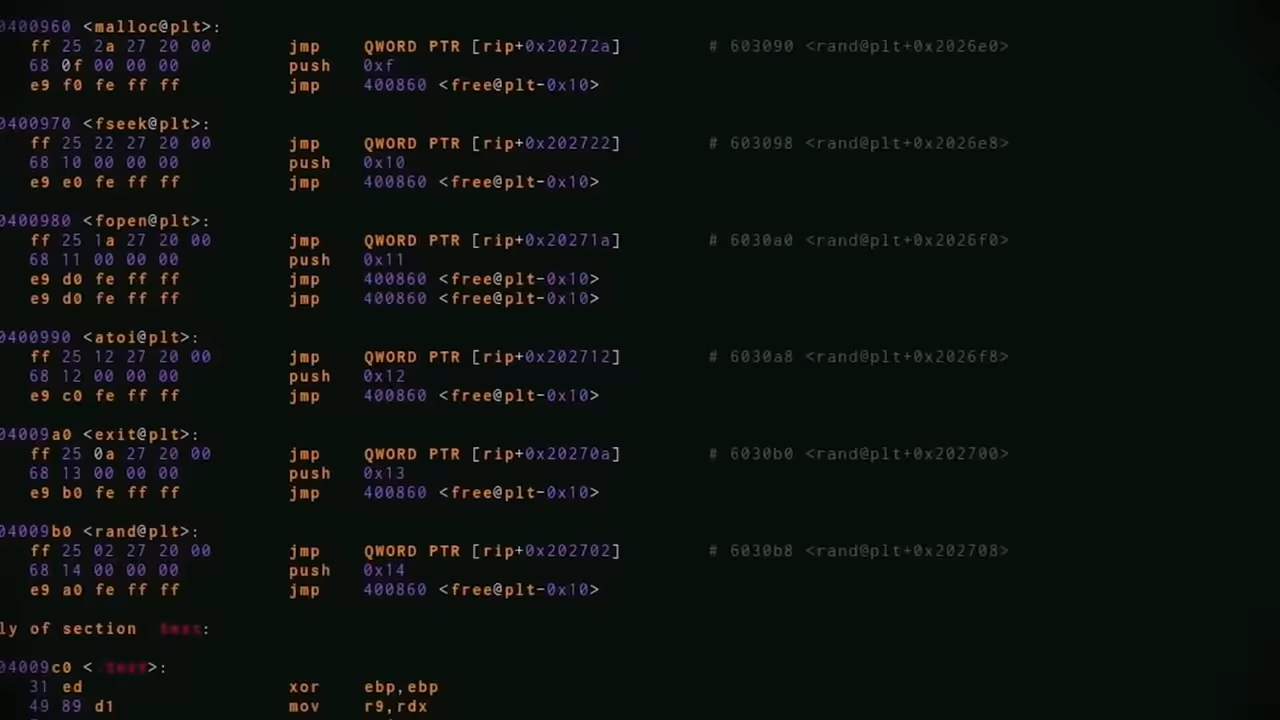 0400960 <malloc@plt>:
ff 25 2a 27 20 00 jmp QWORD PTR [rip+0x20272a] # 603090 <rand@plt+0x2026e0>
68 0f 00 00 00 push 0xf
e9 f0 fe ff ff jmp 400860 <free@plt-0x10>
0400970 <fseek@plt>:
ff 25 22 27 20 00 jmp QWORD PTR [rip+0x202722] # 603098 <rand@plt+0x2026e8>
68 10 00 00 00 push 0x10
e9 e0 fe ff ff jmp 400860 <free@plt-0x10>
0400980 <fopen@plt>:
ff 25 1a 27 20 00 jmp QWORD PTR [rip+0x20271a] # 6030a0 <rand@plt+0x2026f0>
68 11 00 00 00 push 0x11
e9 d0 fe ff ff jmp 400860 <free@plt-0x10>
e9 d0 fe ff ff jmp 400860 <free@plt-0x10>
0400990 <atoi@plt>:
ff 25 12 27 20 00 jmp QWORD PTR [rip+0x202712] # 6030a8 <rand@plt+0x2026f8>
68 12 00 00 00 push 0x12
e9 c0 fe ff ff jmp 400860 <free@plt-0x10>
04009a0 <exit@plt>:
ff 25 0a 27 20 00 jmp QWORD PTR [rip+0x20270a] # 6030b0 <rand@plt+0x202700>
68 13 00 00 00 push 0x13
e9 b0 fe ff ff jmp 400860 <free@plt-0x10>
04009b0 <rand@plt>:
ff 25 02 27 20 00 jmp QWORD PTR [rip+0x202702] # 6030b8 <rand@plt+0x202708>
68 14 00 00 00 push 0x14
e9 a0 fe ff ff jmp 400860 <free@plt-0x10>
ly of section :
04009c0 < >:
31 ed xor ebp,ebp
49 89 d1 mov r9,rdx